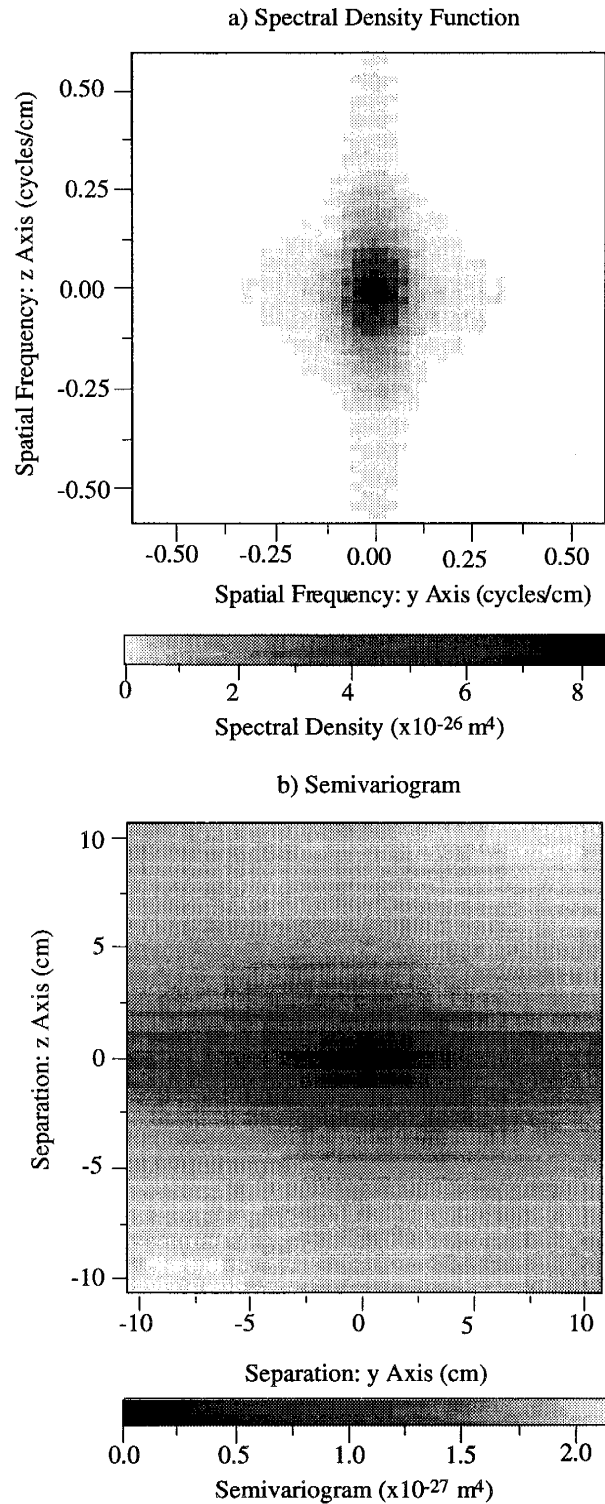 a) Spectral Density Function
Spatial Frequency: z Axis (cycles/cm)
0.50
0.25
0.00
-0.25
-0.50
-0.50 -0.25 0.00 0.25 0.50
Spatial Frequency: y Axis (cycles/cm)
0 2 4 6 8
Spectral Density (x10-26 m4)
b) Semivariogram
Separation: z Axis (cm)
10
5
0
-5
-10
-10 -5 0 5 10
Separation: y Axis (cm)
0.0 0.5 1.0 1.5 2.0
Semivariogram (x10-27 m4)